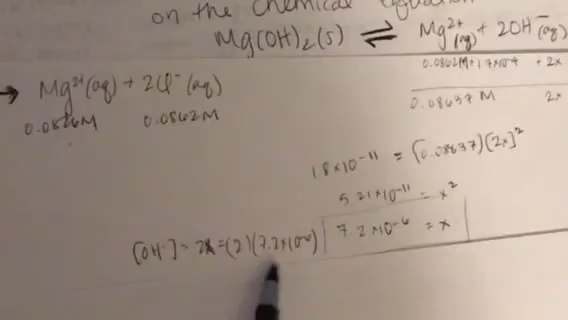 on the chemical equation
Mg(OH)₂(s) ⇌ Mg²⁺(aq) + 2OH⁻(aq)
→ Mg²⁺(aq) + 2Cl⁻(aq)
0.0862M 0.0862M
0.0862M+1.7×10⁻⁴ +2x
0.08637 M 2x
1.8×10⁻¹¹ = (0.08637)(2x)²
5.21×10⁻¹¹ = x²
7.2×10⁻⁶ = x
[OH⁻] = 2x = (2)(7.2×10⁻⁶)